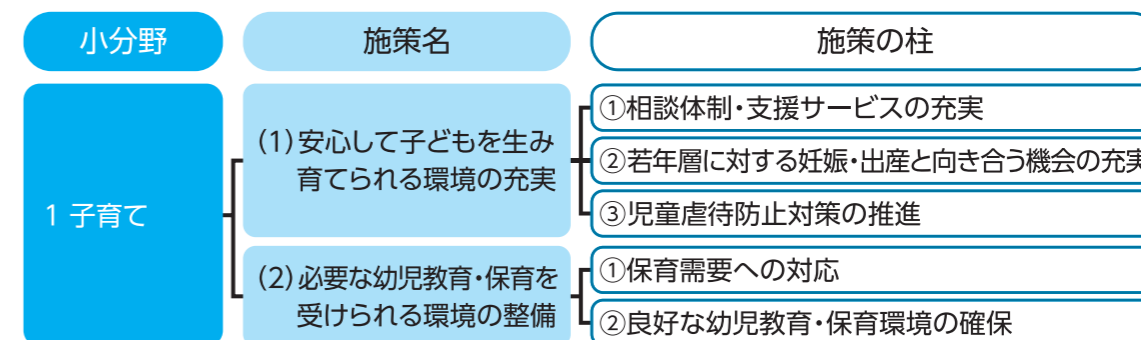 小分野
施策名
施策の柱
1 子育て
(1)安心して子どもを生み
育てられる環境の充実
①相談体制・支援サービスの充実
②若年層に対する妊娠・出産と向き合う機会の充実
③児童虐待防止対策の推進
(2)必要な幼児教育・保育を
受けられる環境の整備
①保育需要への対応
②良好な幼児教育・保育環境の確保